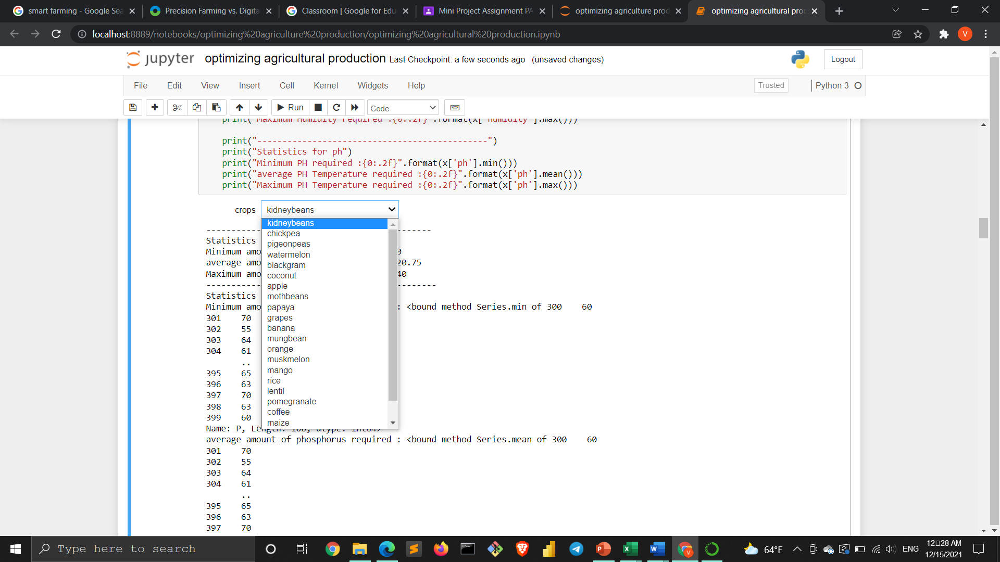 smart farming - Google Sea
Precision Farming vs. Digita
Classroom | Google for Edu
Mini Project Assignment PA
optimizing agriculture prod
optimizing agricultural proc
localhost:8889/notebooks/optimizing%20agriculture%20production/optimizing%20agricultural%20production.ipynb
V
jupyter optimizing agricultural production Last Checkpoint: a few seconds ago (unsaved changes)
Logout
File Edit View Insert Cell Kernel Widgets Help
Trusted
Python 3
Run
Code
print("Maximum Humidity required :{0:.2f}".format(x['humidity'].max()))
print("----------------------------------------------")
print("Statistics for ph")
print("Minimum PH required :{0:.2f}".format(x['ph'].min()))
print("average PH Temperature required :{0:.2f}".format(x['ph'].mean()))
print("Maximum PH Temperature required :{0:.2f}".format(x['ph'].max()))
crops kidneybeans
kidneybeans
chickpea
pigeonpeas
watermelon
blackgram
coconut
apple
mothbeans
papaya
grapes
banana
mungbean
orange
muskmelon
mango
rice
lentil
pomegranate
coffee
maize
----------- -------
Statistics
Minimum amo 0
average amo 20.75
Maximum amo 40
----------- --------
Statistics
Minimum amo : <bound method Series.min of 300 60
301 70
302 55
303 64
304 61
..
395 65
396 63
397 70
398 63
399 60
Name: P, Length: 100, dtype: int64>
average amount of phosphorus required : <bound method Series.mean of 300 60
301 70
302 55
303 64
304 61
..
395 65
396 63
397 70
Type here to search
64°F
ENG
12:28 AM
12/15/2021